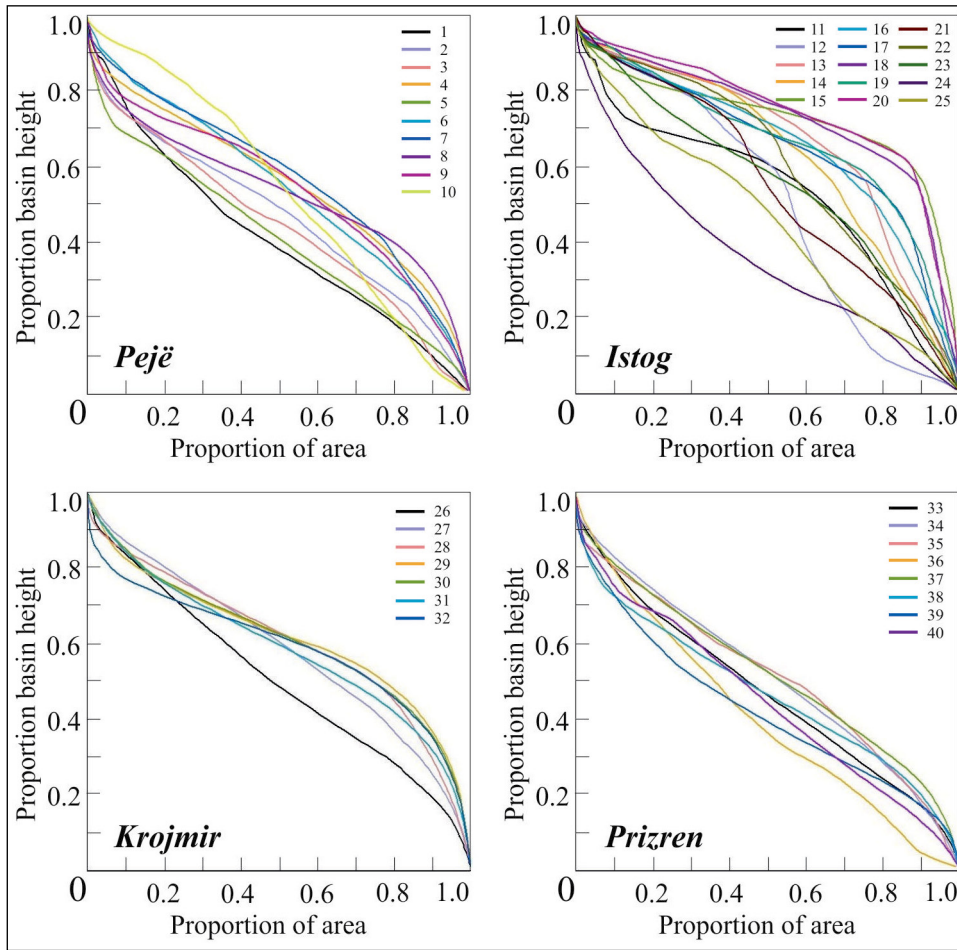 1.0
0.8
0.6
0.4
0.2
0
0.2 0.4 0.6 0.8 1.0
Proportion basin height
Proportion of area
Pejë
1
2
3
4
5
6
7
8
9
10
1.0
0.8
0.6
0.4
0.2
0
0.2 0.4 0.6 0.8 1.0
Proportion basin height
Proportion of area
Istog
11 16 21
12 17 22
13 18 23
14 19 24
15 20 25
1.0
0.8
0.6
0.4
0.2
0
0.2 0.4 0.6 0.8 1.0
Proportion basin height
Proportion of area
Krojmir
26
27
28
29
30
31
32
1.0
0.8
0.6
0.4
0.2
0
0.2 0.4 0.6 0.8 1.0
Proportion basin height
Proportion of area
Prizren
33
34
35
36
37
38
39
40